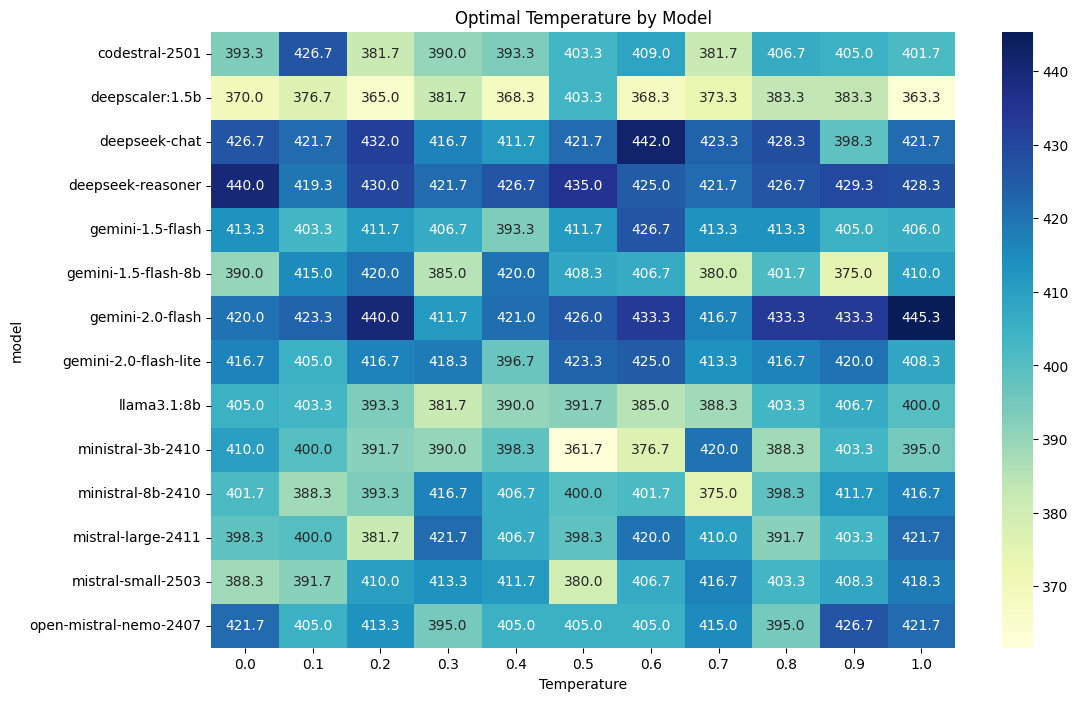 Optimal Temperature by Model
codestral-2501 393.3 426.7 381.7 390.0 393.3 403.3 409.0 381.7 406.7 405.0 401.7
deepscaler:1.5b 370.0 376.7 365.0 381.7 368.3 403.3 368.3 373.3 383.3 383.3 363.3
deepseek-chat 426.7 421.7 432.0 416.7 411.7 421.7 442.0 423.3 428.3 398.3 421.7
deepseek-reasoner 440.0 419.3 430.0 421.7 426.7 435.0 425.0 421.7 426.7 429.3 428.3
gemini-1.5-flash 413.3 403.3 411.7 406.7 393.3 411.7 426.7 413.3 413.3 405.0 406.0
gemini-1.5-flash-8b 390.0 415.0 420.0 385.0 420.0 408.3 406.7 380.0 401.7 375.0 410.0
gemini-2.0-flash 420.0 423.3 440.0 411.7 421.0 426.0 433.3 416.7 433.3 433.3 445.3
gemini-2.0-flash-lite 416.7 405.0 416.7 418.3 396.7 423.3 425.0 413.3 416.7 420.0 408.3
llama3.1:8b 405.0 403.3 393.3 381.7 390.0 391.7 385.0 388.3 403.3 406.7 400.0
ministral-3b-2410 410.0 400.0 391.7 390.0 398.3 361.7 376.7 420.0 388.3 403.3 395.0
ministral-8b-2410 401.7 388.3 393.3 416.7 406.7 400.0 401.7 375.0 398.3 411.7 416.7
mistral-large-2411 398.3 400.0 381.7 421.7 406.7 398.3 420.0 410.0 391.7 403.3 421.7
mistral-small-2503 388.3 391.7 410.0 413.3 411.7 380.0 406.7 416.7 403.3 408.3 418.3
open-mistral-nemo-2407 421.7 405.0 413.3 395.0 405.0 405.0 405.0 415.0 395.0 426.7 421.7
0.0 0.1 0.2 0.3 0.4 0.5 0.6 0.7 0.8 0.9 1.0
Temperature
model
440
430
420
410
400
390
380
370